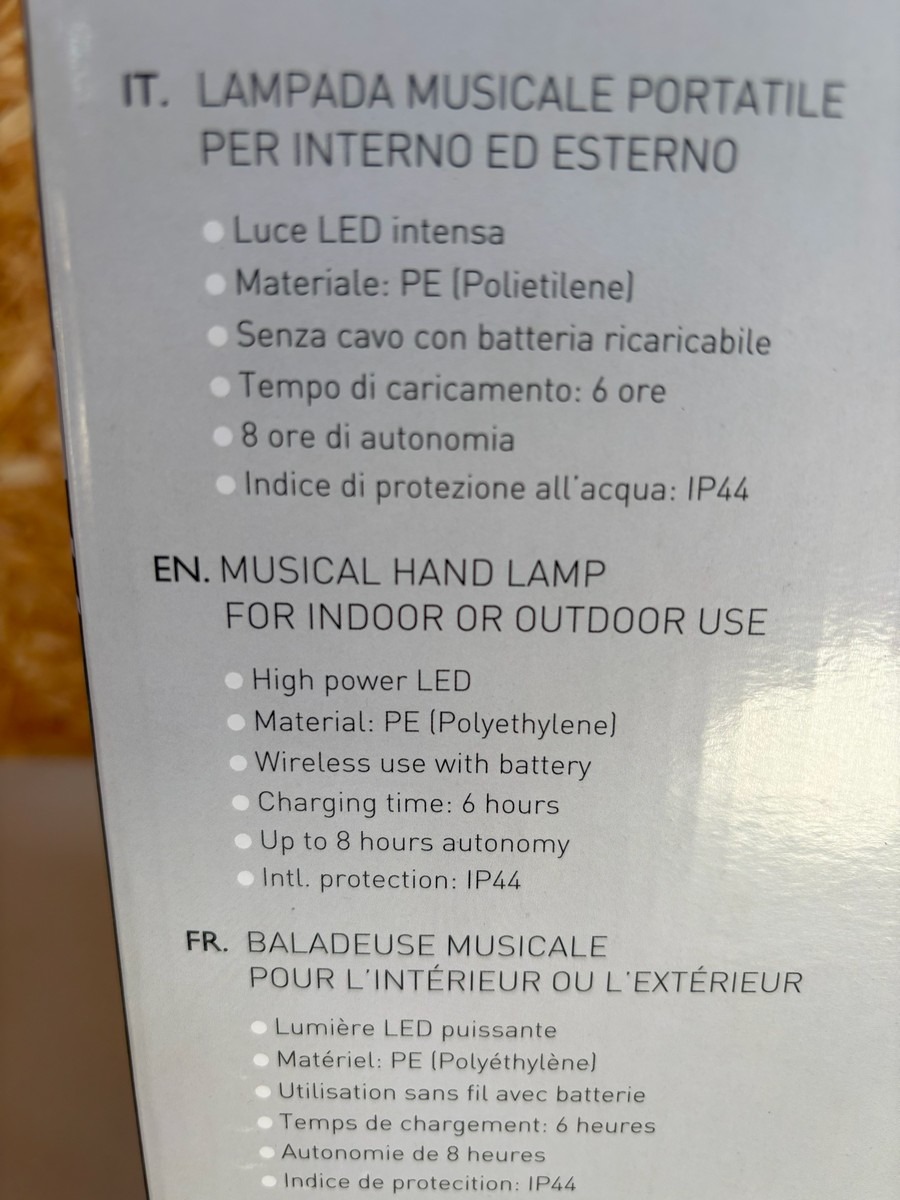 IT. LAMPADA MUSICALE PORTATILE
PER INTERNO ED ESTERNO
Luce LED intensa
Materiale: PE (Polietilene)
Senza cavo con batteria ricaricabile
Tempo di caricamento: 6 ore
8 ore di autonomia
Indice di protezione all'acqua: IP44
EN. MUSICAL HAND LAMP
FOR INDOOR OR OUTDOOR USE
High power LED
Material: PE (Polyethylene)
Wireless use with battery
Charging time: 6 hours
Up to 8 hours autonomy
Intl. protection: IP44
FR. BALADEUSE MUSICALE
POUR L'INTÉRIEUR OU L'EXTÉRIEUR
Lumière LED puissante
Matériel: PE (Polyéthylène)
Utilisation sans fil avec batterie
Temps de chargement: 6 heures
Autonomie de 8 heures
Indice de protecition: IP44